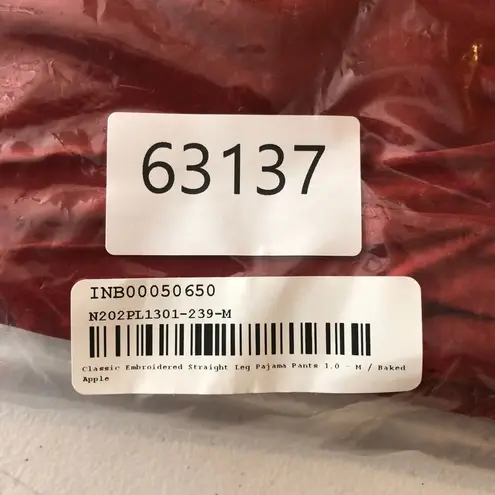 63137
INB00050650
N202PL1301-239-M
Classic Embroidered Straight Leg Pajama Pants 1.0 - M / Baked
Apple